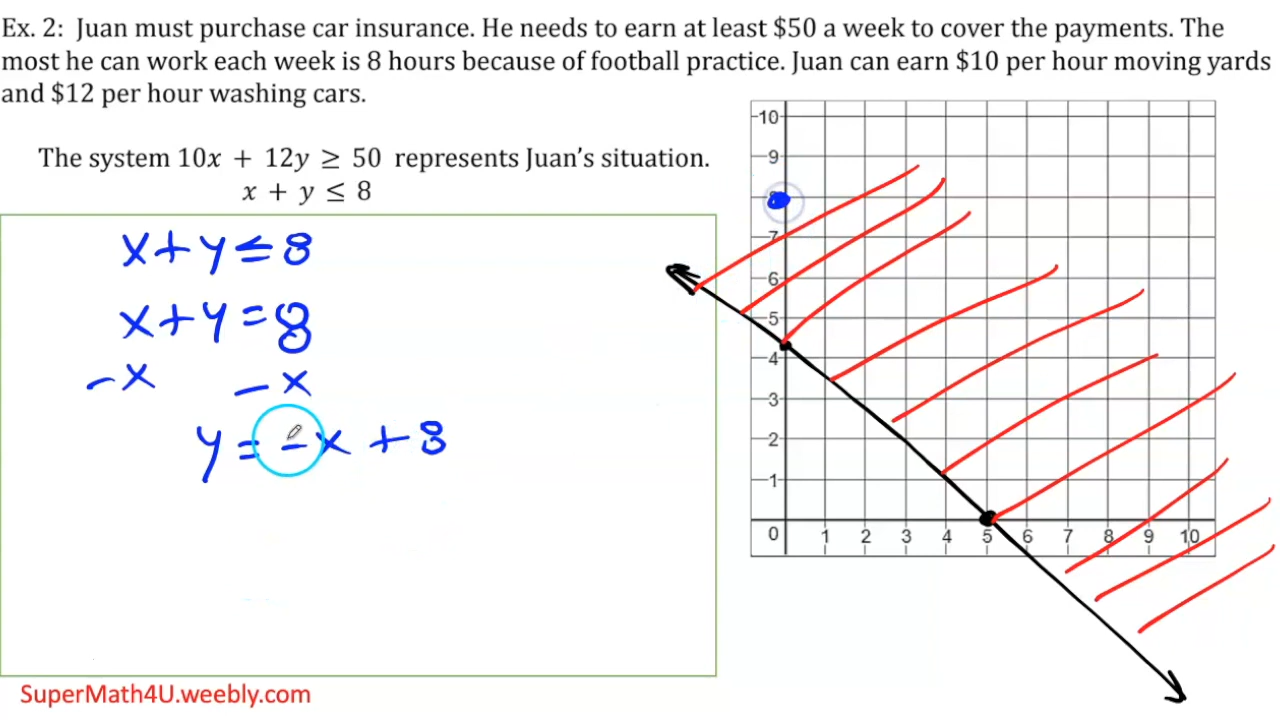 Ex. 2: Juan must purchase car insurance. He needs to earn at least $50 a week to cover the payments. The
most he can work each week is 8 hours because of football practice. Juan can earn $10 per hour moving yards
and $12 per hour washing cars.
The system 10x + 12y ≥ 50 represents Juan's situation.
x + y ≤ 8
x+y≤8
x+y=8
-x -x
y=-x+8
10
9
8
7
6
5
4
3
2
1
0 1 2 3 4 5 6 7 8 9 10
SuperMath4U.weebly.com